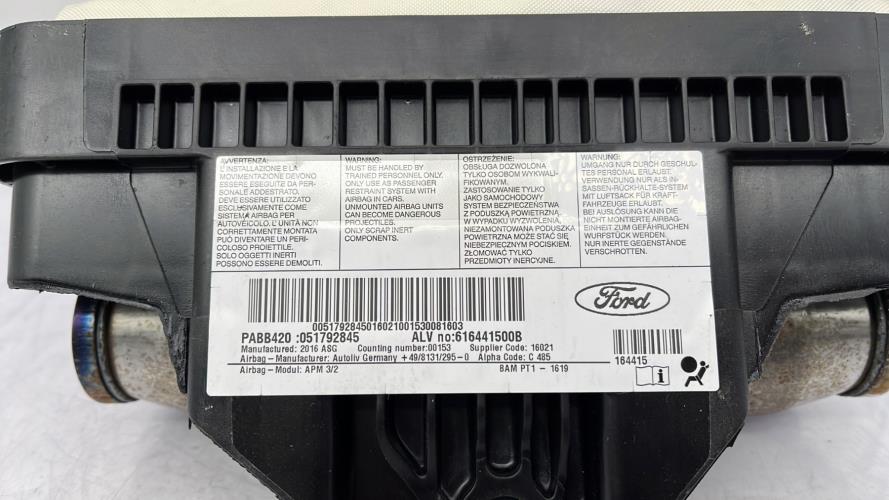 AVVERTENZA:
L'INSTALLAZIONE E LA
MOVIMENTAZIONE DEVONO
ESSERE ESEGUITA DA PER-
SONALE ADDESTRATO.
DEVE ESSERE UTILIZZATO
ESCLUSIVAMENTE COME
SISTEMA AIRBAG PER
AUTOVEICOLO. L'UNITÀ NON
CORRETTAMENTE MONTATA
PUÒ DIVENTARE UN PERI-
COLOSO PROIETTILE.
SOLO OGGETTI INERTI
POSSONO ESSERE DEMOLITI.
WARNING:
MUST BE HANDLED BY
TRAINED PERSONNEL ONLY.
ONLY USE AS PASSENGER
RESTRAINT SYSTEM WITH
AIRBAG IN CARS.
UNMOUNTED AIRBAG UNITS
CAN BECOME DANGEROUS
PROJECTILES.
ONLY SCRAP INERT
COMPONENTS.
OSTRZEŻENIE:
OBSŁUGA DOZWOLONA
TYLKO OSOBOM WYKWALI-
FIKOWANYM.
ZASTOSOWANIE TYLKO
JAKO SAMOCHODOWY
SYSTEM BEZPIECZEŃSTWA
Z PODUSZKĄ POWIETRZNĄ.
W WYPADKU WYZWOLENIA,
NIEZAMONTOWANA PODUSZKA
POWIETRZNA MOŻE STAĆ SIĘ
NIEBEZPIECZNYM POCISKIEM.
ZŁOMOWAĆ TYLKO
PRZEDMIOTY INERCYJNE.
WARNUNG:
UMGANG NUR DURCH GESCHUL-
TES PERSONAL ERLAUBT.
VERWENDUNG NUR ALS IN-
SASSEN-RÜCKHALTE-SYSTEM
MIT LUFTSACK FÜR KRAFT-
FAHRZEUGE ERLAUBT.
BEI AUSLÖSUNG KANN DIE
NICHT MONTIERTE AIRBAG-
EINHEIT ZUM GEFÄHRLICHEN
WURFSTÜCK WERDEN.
NUR INERTE GEGENSTÄNDE
VERSCHROTTEN.
Ford
0051792845016021001530081603
PABB420 :051792845 ALV no:616441500B
Manufactured: 2016 ASG Counting number:00153 Supplier Code: 16021
Airbag - Manufacturer: Autoliv Germany +49/8131/295-0 Alpha Code: C 485
Airbag-Modul: APM 3/2 BAM PT1 - 1619
164415
i